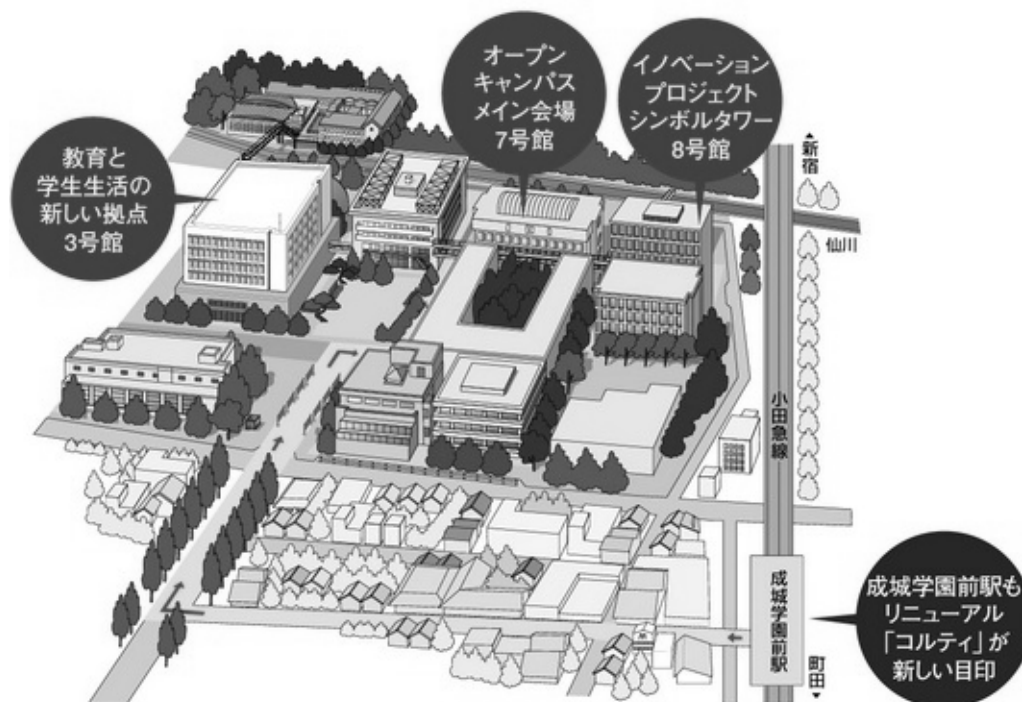 オープン
キャンパス
メイン会場
7号館
イノベーション
プロジェクト
シンボルタワー
8号館
教育と
学生生活の
新しい拠点
3号館
新宿
仙川
小田急線
成城学園前駅
成城学園前駅も
リニューアル
「コルティ」が
新しい目印
町田